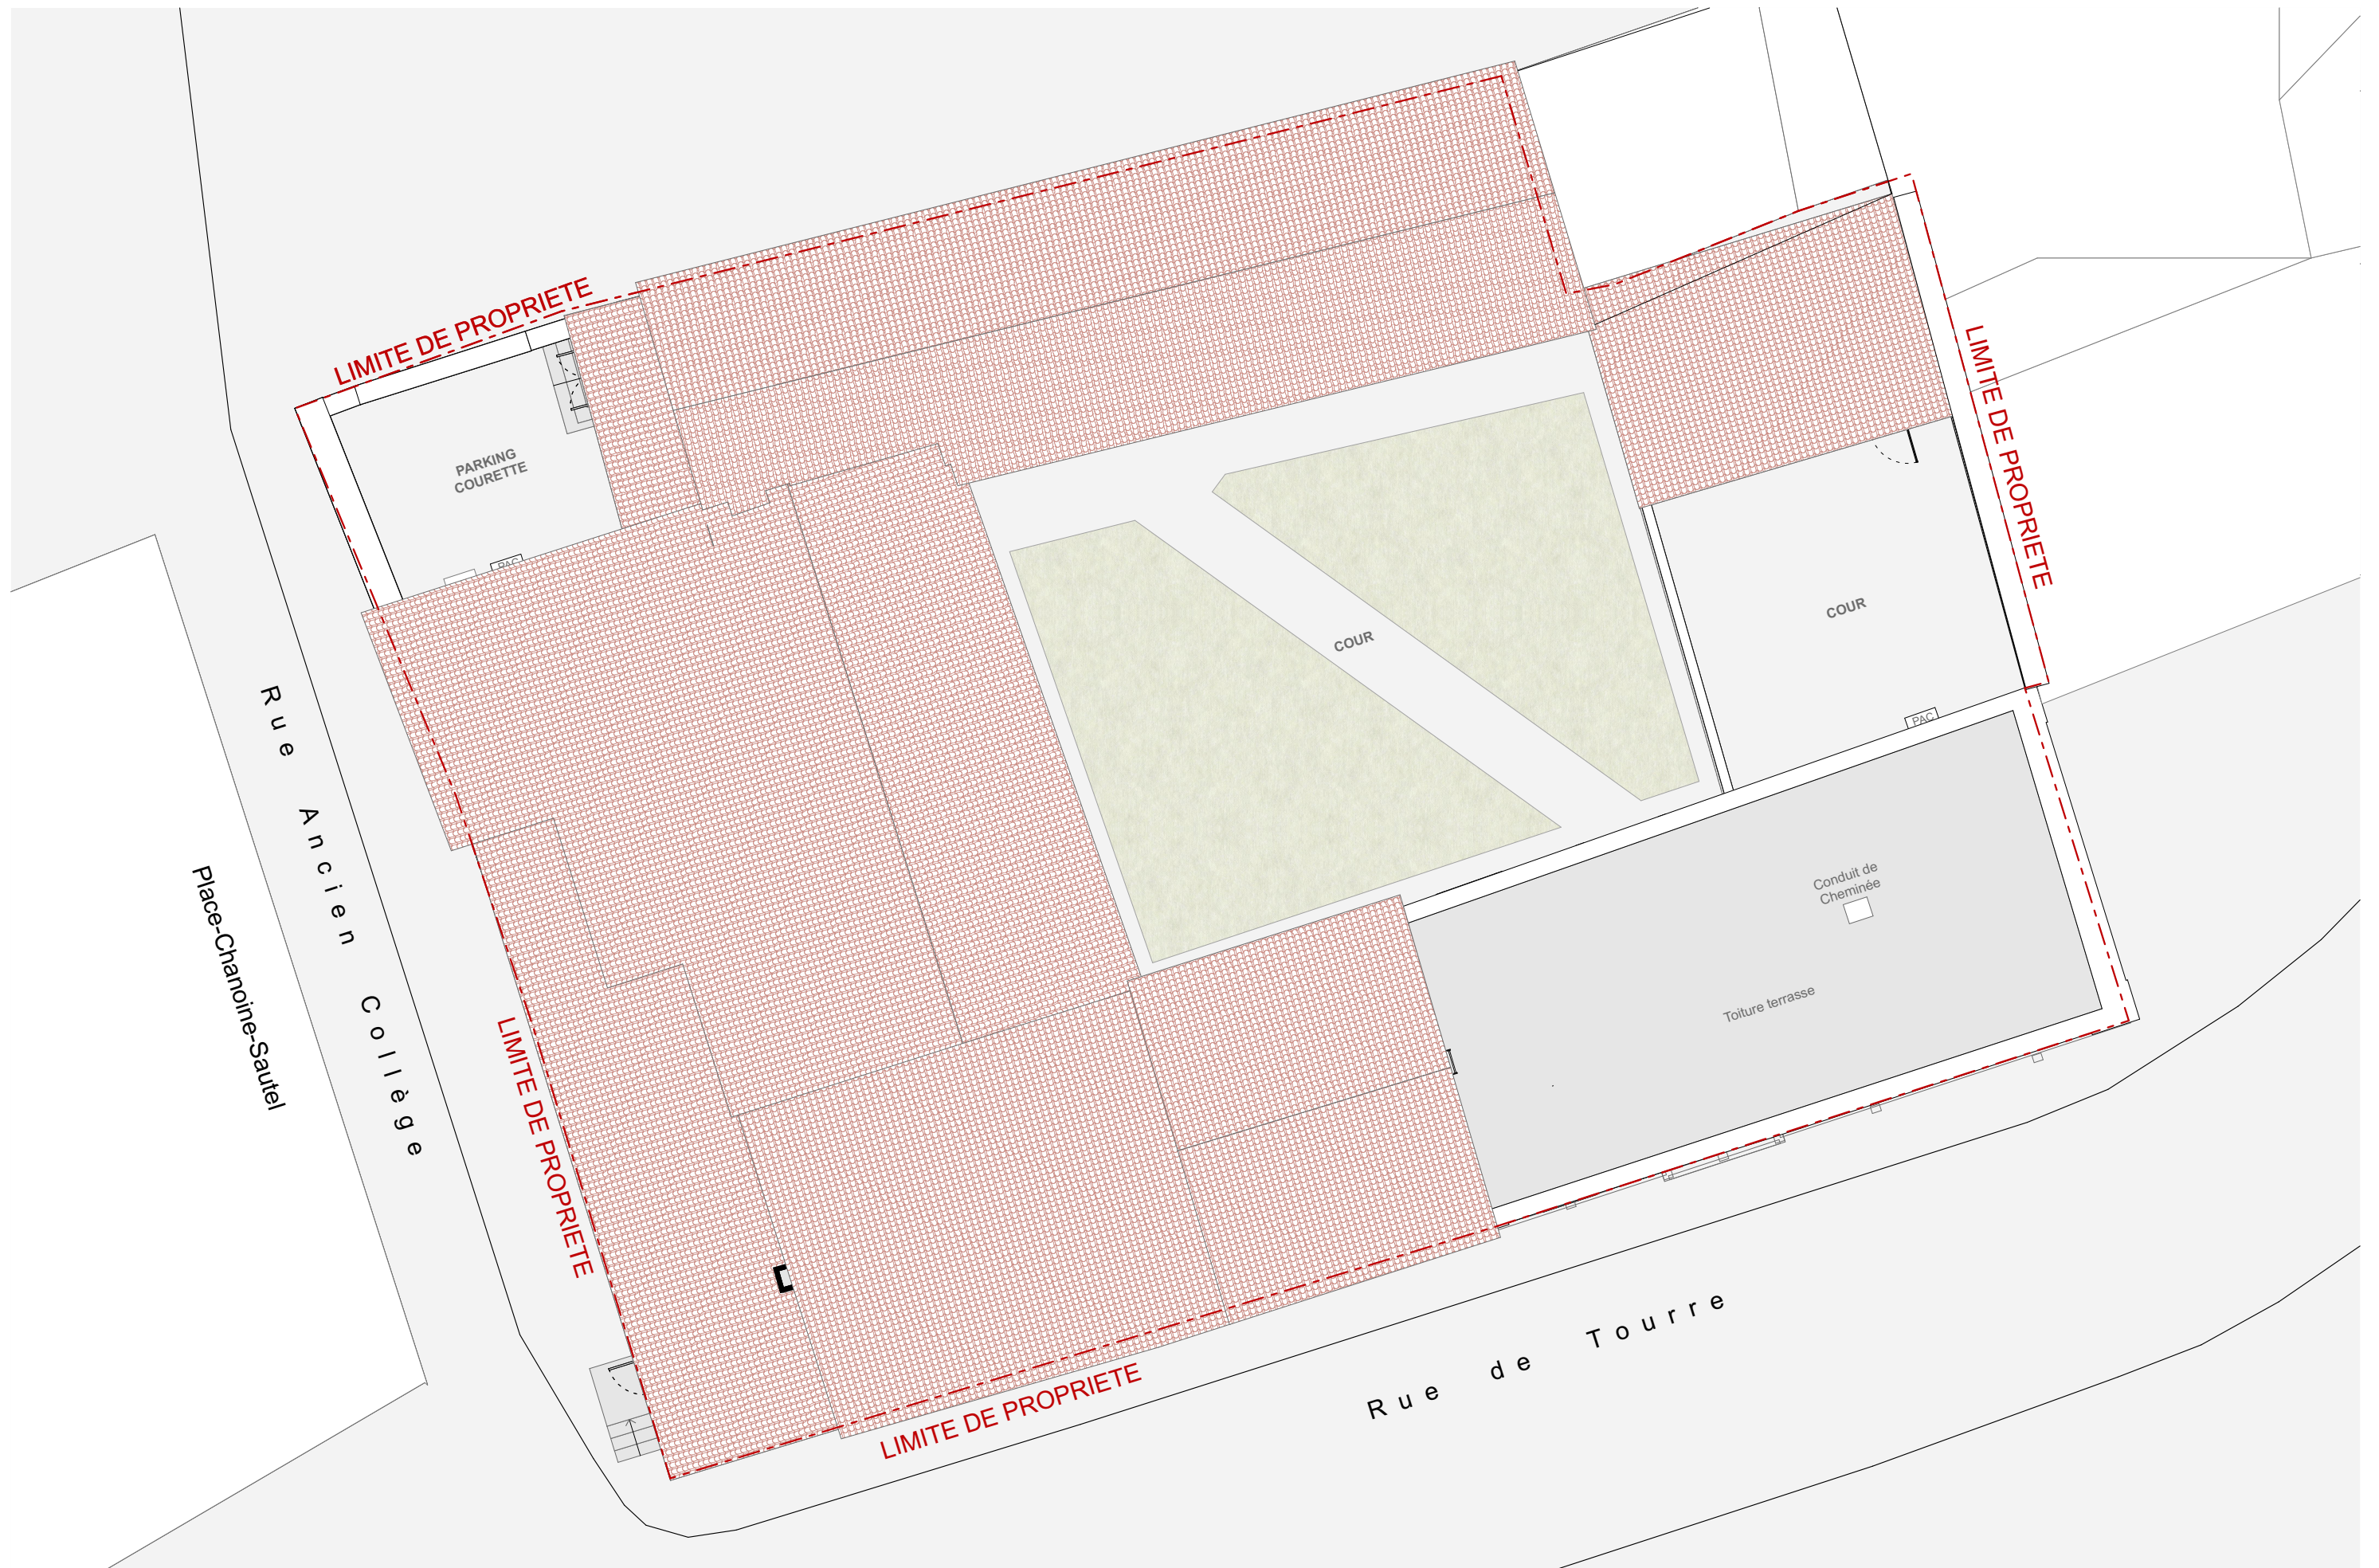 LIMITE DE PROPRIETE
PARKING
COURETTE
PAC
LIMITE DE PROPRIETE
COUR
COUR
PAC
Rue Ancien Collège
Place-Chanoine-Sautel
Conduit de
Cheminée
Toiture terrasse
LIMITE DE PROPRIETE
LIMITE DE PROPRIETE
Rue de Tourre